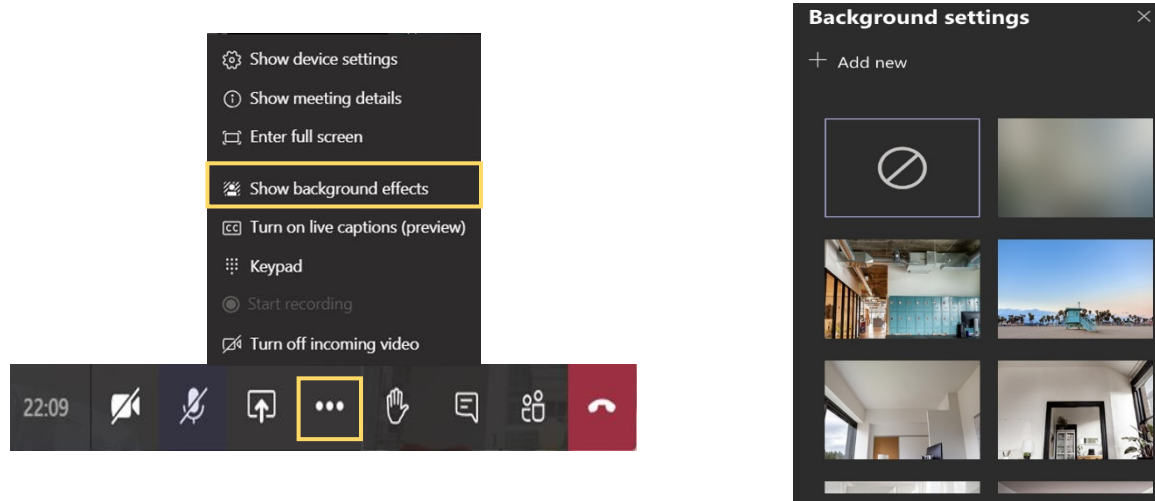 Show device settings
Show meeting details
Enter full screen
Show background effects
CC Turn on live captions (preview)
Keypad
Start recording
Turn off incoming video
22:09
Background settings
Add new